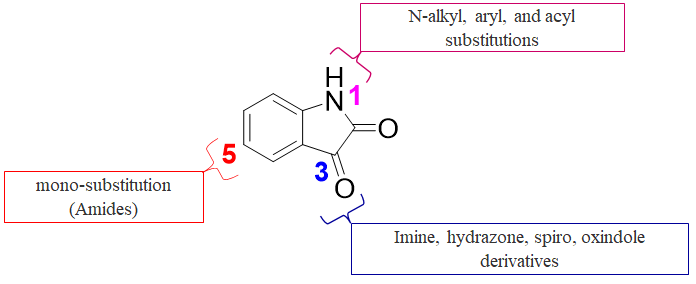 N-alkyl, aryl, and acyl
substitutions
H
N 1
O
5
3
O
mono-substitution
(Amides)
Imine, hydrazone, spiro, oxindole
derivatives